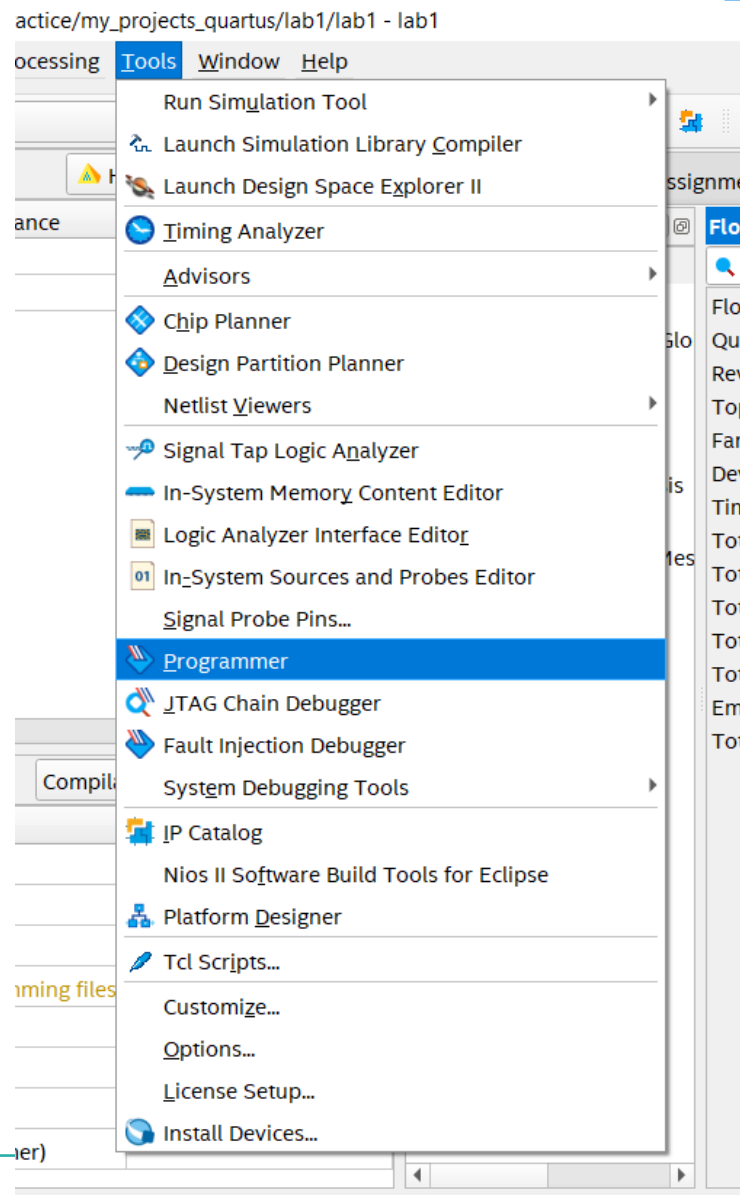 actice/my_projects_quartus/lab1/lab1 - lab1
ocessing Tools Window Help
Run Simulation Tool
Launch Simulation Library Compiler
Launch Design Space Explorer II
ssignme
ance
Timing Analyzer
Flo
Advisors
Flo
Chip Planner
Glo
Qu
Design Partition Planner
Rev
Netlist Viewers
Top
Far
Signal Tap Logic Analyzer
Dev
In-System Memory Content Editor
is
Tim
Logic Analyzer Interface Editor
Tot
Mes
In-System Sources and Probes Editor
01
Tot
Signal Probe Pins...
Tot
Tot
Programmer
Tot
JTAG Chain Debugger
Em
Fault Injection Debugger
Tot
Compila
System Debugging Tools
IP Catalog
Nios II Software Build Tools for Eclipse
Platform Designer
Tcl Scripts...
mming files
Customize...
Options...
License Setup...
Install Devices...
ner)